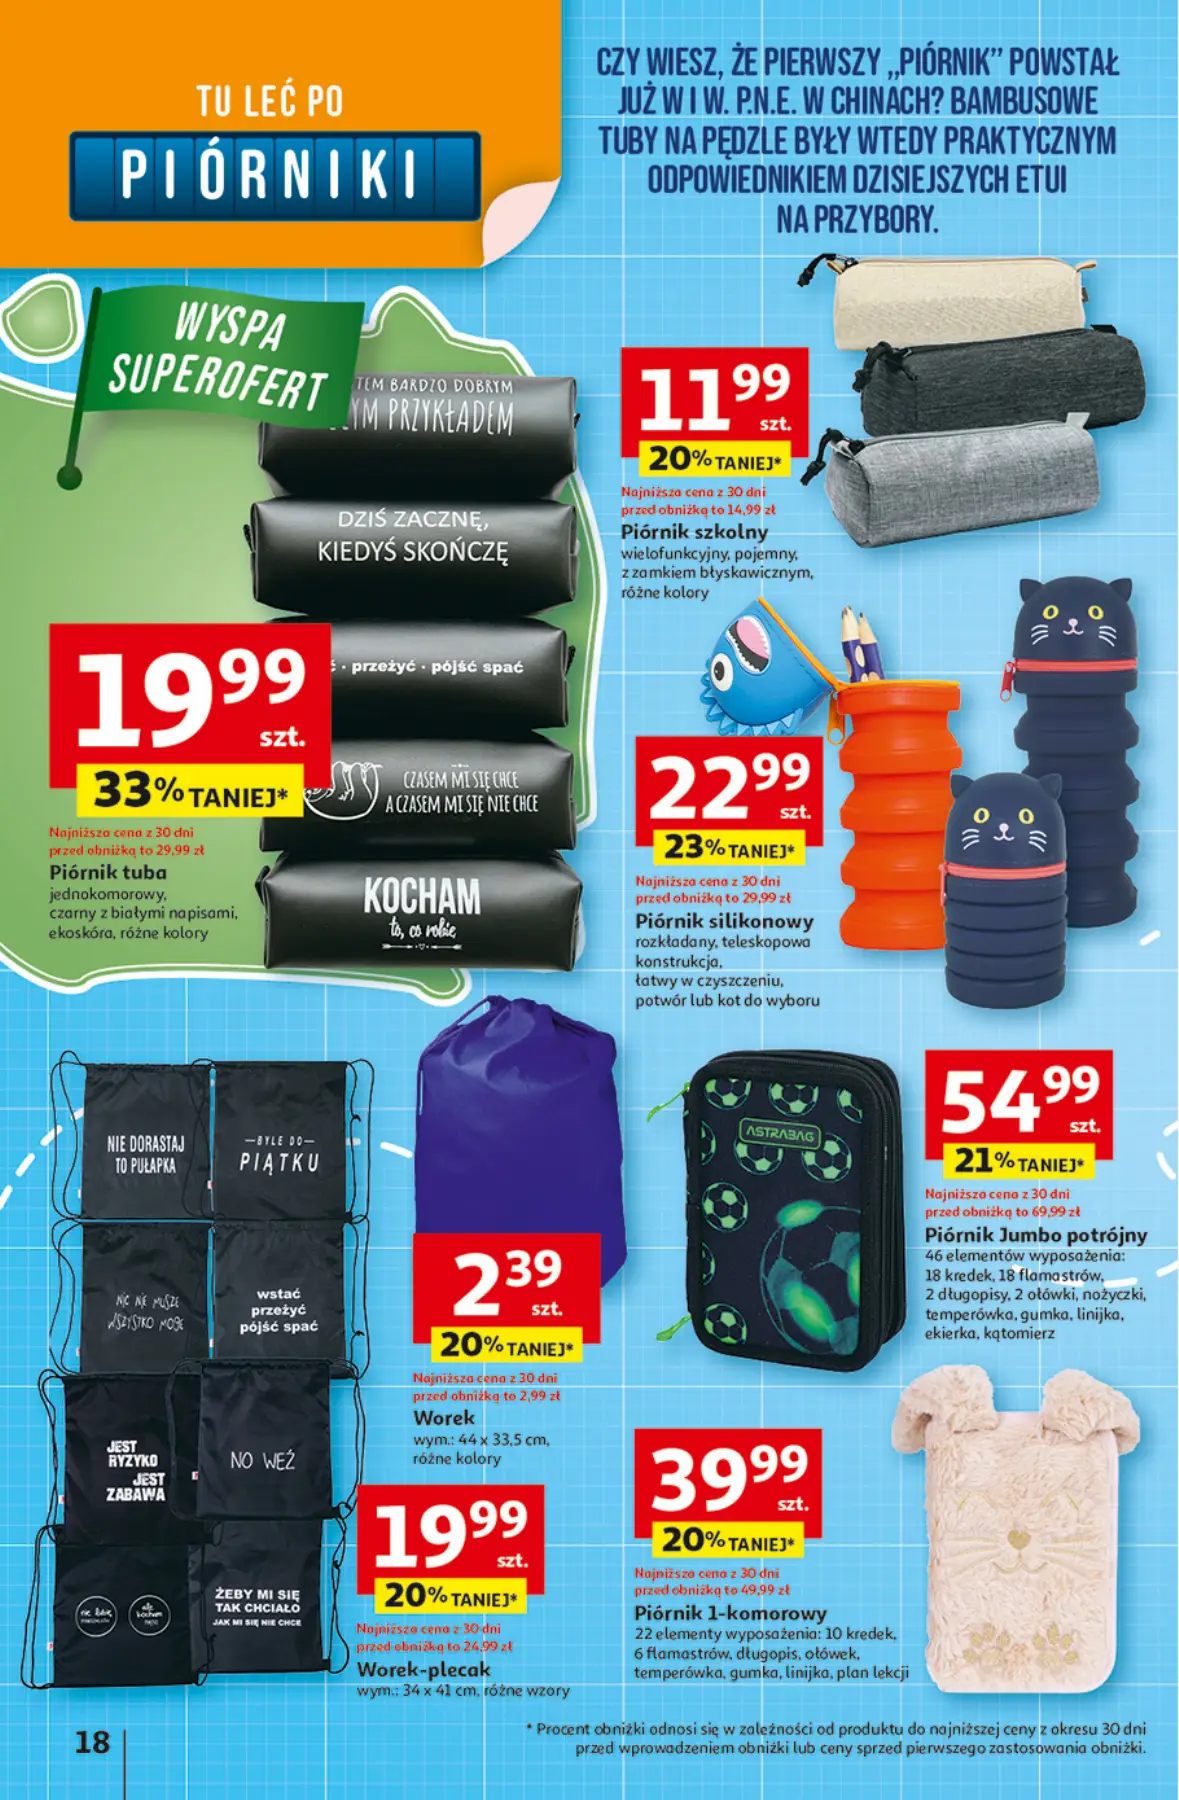 TU LEĆ PO
PIÓRNIKI
CZY WIESZ, ŻE PIERWSZY „PIÓRNIK” POWSTAŁ
JUŻ W I W. P.N.E. W CHINACH? BAMBUSOWE
TUBY NA PĘDZLE BYŁY WTEDY PRAKTYCZNYM
ODPOWIEDNIKIEM DZISIEJSZYCH ETUI
NA PRZYBORY.
WYSPA
SUPEROFERT
TEM BARDZO DOBRYM
YM PRZYKŁADEM
DZIŚ ZACZNĘ,
KIEDYŚ SKOŃCZĘ
· przeżyć · pójść spać
CZASEM MI SIĘ CHCE
A CZASEM MI SIĘ NIE CHCE
KOCHAM
to, co robię
19 99
szt.
33% TANIEJ*
Najniższa cena z 30 dni
przed obniżką to 29,99 zł
Piórnik tuba
jednokomorowy,
czarny z białymi napisami,
ekoskóra, różne kolory
11 99
szt.
20% TANIEJ*
Najniższa cena z 30 dni
przed obniżką to 14,99 zł
Piórnik szkolny
wielofunkcyjny, pojemny,
z zamkiem błyskawicznym,
różne kolory
22 99
szt.
23% TANIEJ*
Najniższa cena z 30 dni
przed obniżką to 29,99 zł
Piórnik silikonowy
rozkładany, teleskopowa
konstrukcja,
łatwy w czyszczeniu,
potwór lub kot do wyboru
NIE DORASTAJ
TO PUŁAPKA
—BYLE DO—
PIĄTKU
NIC NIE MUSZĘ
WSZYSTKO MOGĘ
wstać
przeżyć
pójść spać
JEST
RYZYKO
JEST
ZABAWA
NO WEŹ
nie lubię
ale
kocham
ŻEBY MI SIĘ
TAK CHCIAŁO
JAK MI SIĘ NIE CHCE
2 39
szt.
20% TANIEJ*
Najniższa cena z 30 dni
przed obniżką to 2,99 zł
Worek
wym.: 44 x 33,5 cm,
różne kolory
19 99
szt.
20% TANIEJ*
Najniższa cena z 30 dni
przed obniżką to 24,99 zł
Worek-plecak
wym.: 34 x 41 cm, różne wzory
ASTRABAG
54 99
szt.
21% TANIEJ*
Najniższa cena z 30 dni
przed obniżką to 69,99 zł
Piórnik Jumbo potrójny
46 elementów wyposażenia:
18 kredek, 18 flamastrów,
2 długopisy, 2 ołówki, nożyczki,
temperówka, gumka, linijka,
ekierka, kątomierz
39 99
szt.
20% TANIEJ*
Najniższa cena z 30 dni
przed obniżką to 49,99 zł
Piórnik 1-komorowy
22 elementy wyposażenia: 10 kredek,
6 flamastrów, długopis, ołówek,
temperówka, gumka, linijka, plan lekcji
* Procent obniżki odnosi się w zależności od produktu do najniższej ceny z okresu 30 dni
przed wprowadzeniem obniżki lub ceny sprzed pierwszego zastosowania obniżki.
18